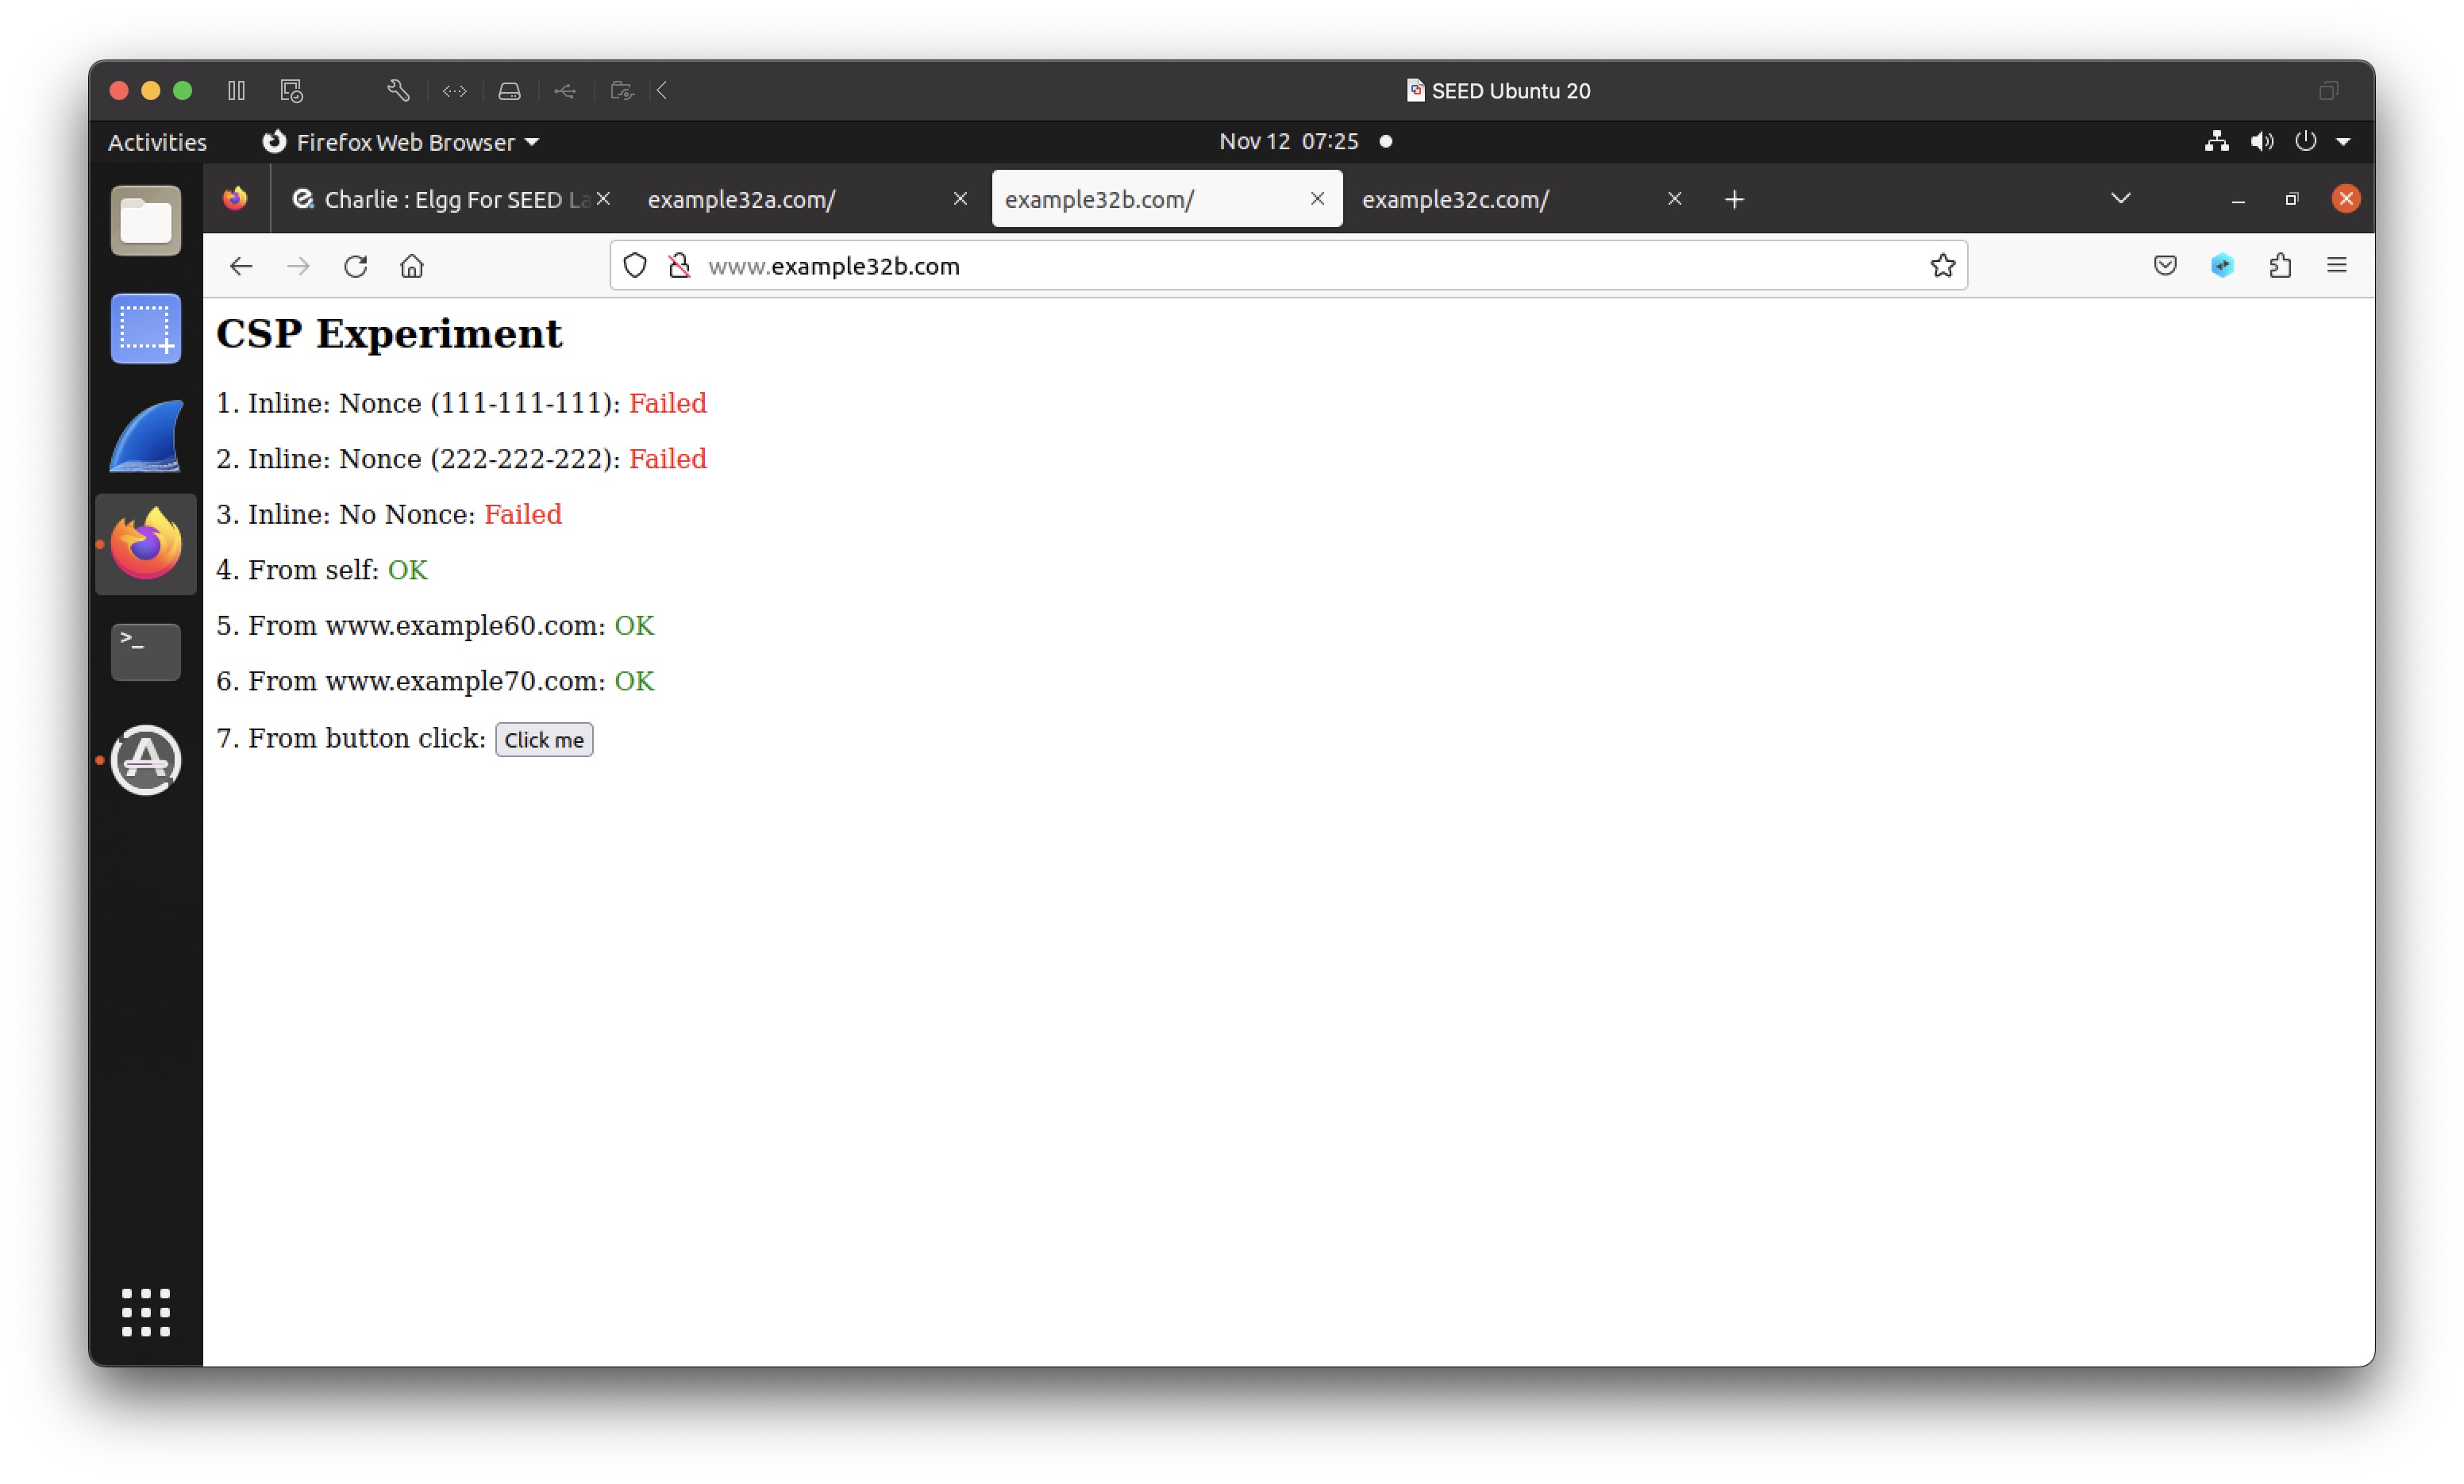 SEED Ubuntu 20
Activities Firefox Web Browser Nov 12 07:25
Charlie : Elgg For SEED La example32a.com/ example32b.com/ example32c.com/
www.example32b.com
CSP Experiment
1. Inline: Nonce (111-111-111): Failed
2. Inline: Nonce (222-222-222): Failed
3. Inline: No Nonce: Failed
4. From self: OK
5. From www.example60.com: OK
6. From www.example70.com: OK
7. From button click: Click me